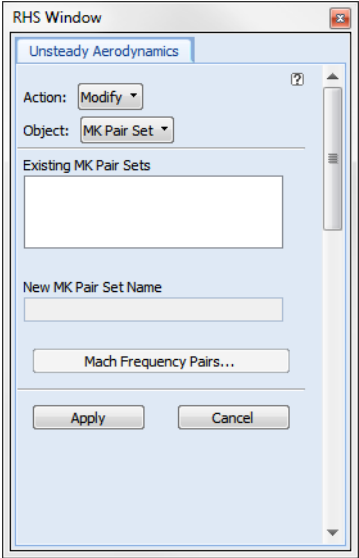 RHS Window
Unsteady Aerodynamics
?
Action: Modify
Object: MK Pair Set
Existing MK Pair Sets
New MK Pair Set Name
Mach Frequency Pairs...
Apply Cancel